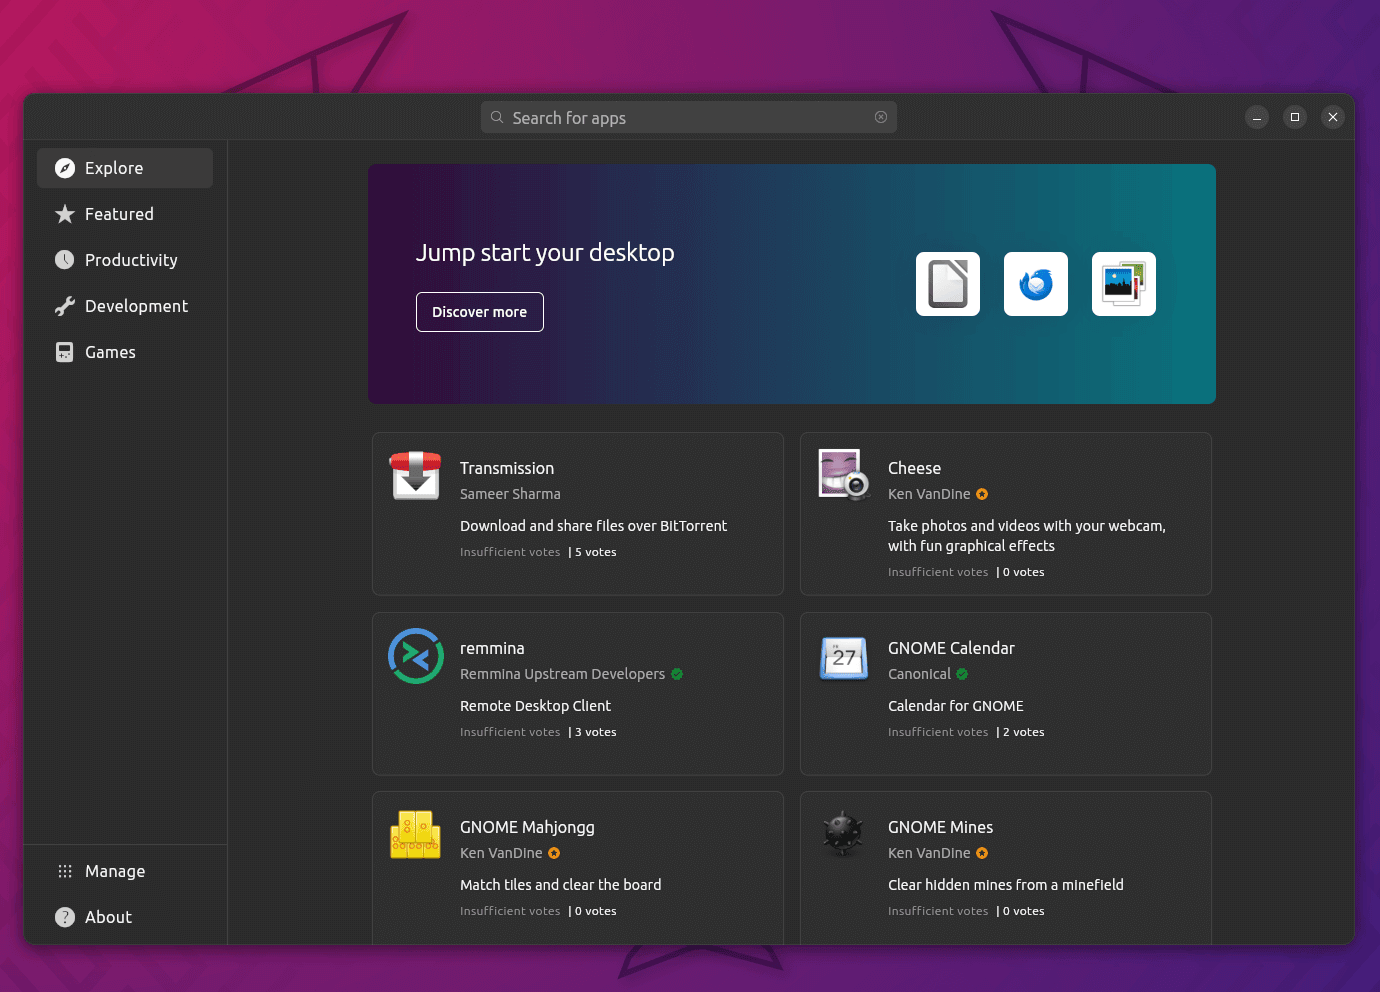 Search for apps
Explore
Featured
Productivity
Development
Games
Manage
About
Jump start your desktop
Discover more
Transmission
Sameer Sharma
Download and share files over BitTorrent
Insufficient votes | 5 votes
Cheese
Ken VanDine
Take photos and videos with your webcam,
with fun graphical effects
Insufficient votes | 0 votes
remmina
Remmina Upstream Developers
Remote Desktop Client
Insufficient votes | 3 votes
27
GNOME Calendar
Canonical
Calendar for GNOME
Insufficient votes | 2 votes
GNOME Mahjongg
Ken VanDine
Match tiles and clear the board
Insufficient votes | 0 votes
GNOME Mines
Ken VanDine
Clear hidden mines from a minefield
Insufficient votes | 0 votes